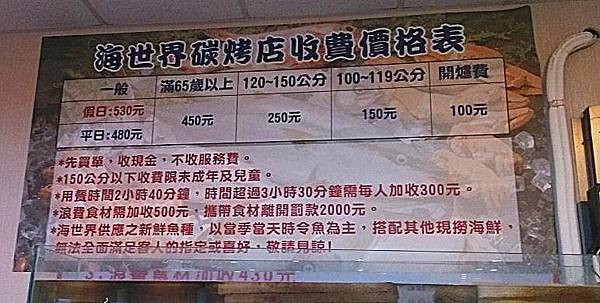 海世界碳烤店收費價格表
一般 滿65歲以上 120~150公分 100~119公分 開爐費
假日:530元
平日:480元
450元 250元 150元 100元
*先買單，收現金，不收服務費。
*150公分以下收費限未成年及兒童。
*用餐時間2小時40分鐘，時間超過3小時30分鐘需每人加收300元。
*浪費食材需加收500元，攜帶食材離開罰款2000元。
*海世界供應之新鮮魚種，以當季當天時令魚為主，搭配其他現撈海鮮，
無法全面滿足客人的指定或喜好，敬請見諒!
加收430元